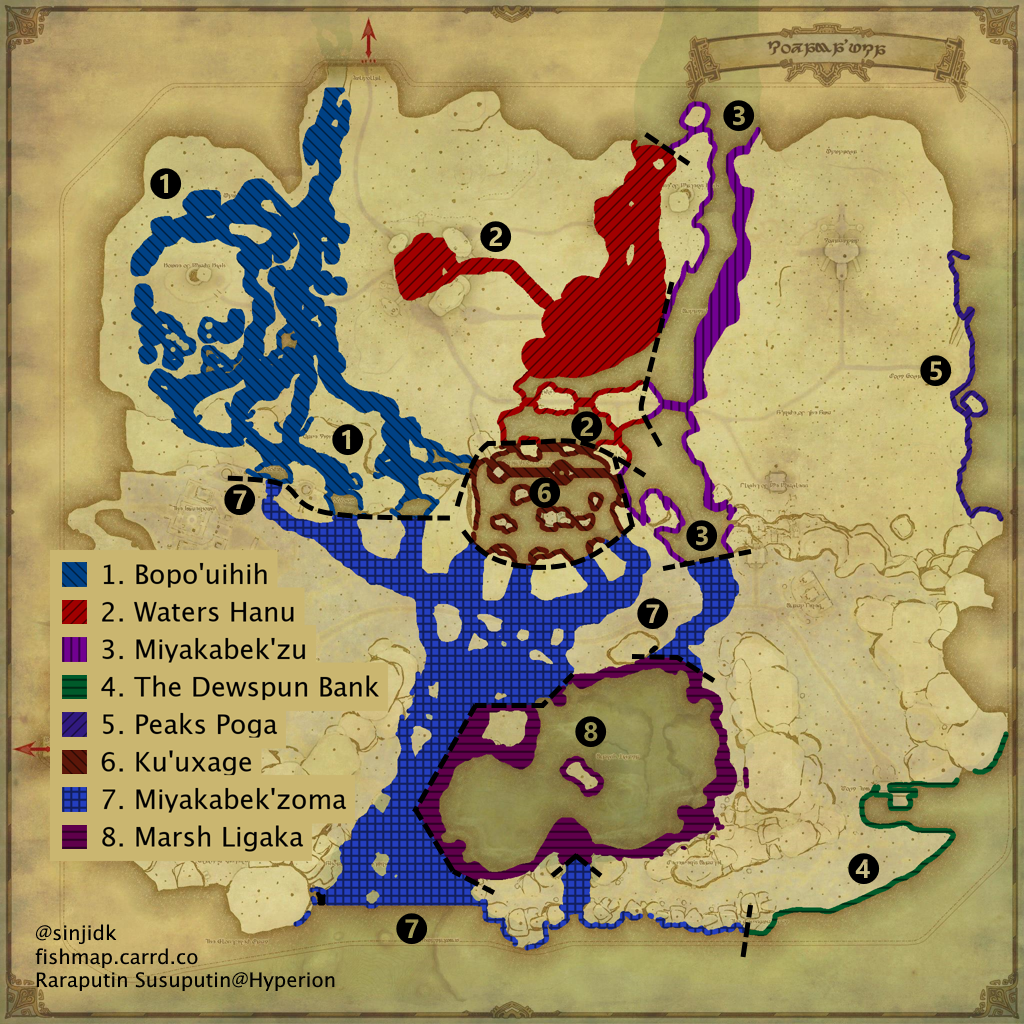 3
1
2
5
2
1
6
7
3
7
8
4
7
1. Bopo'uihih
2. Waters Hanu
3. Miyakabek'zu
4. The Dewspun Bank
5. Peaks Poga
6. Ku'uxage
7. Miyakabek'zoma
8. Marsh Ligaka
@sinjidk
fishmap.carrd.co
Raraputin Susuputin@Hyperion